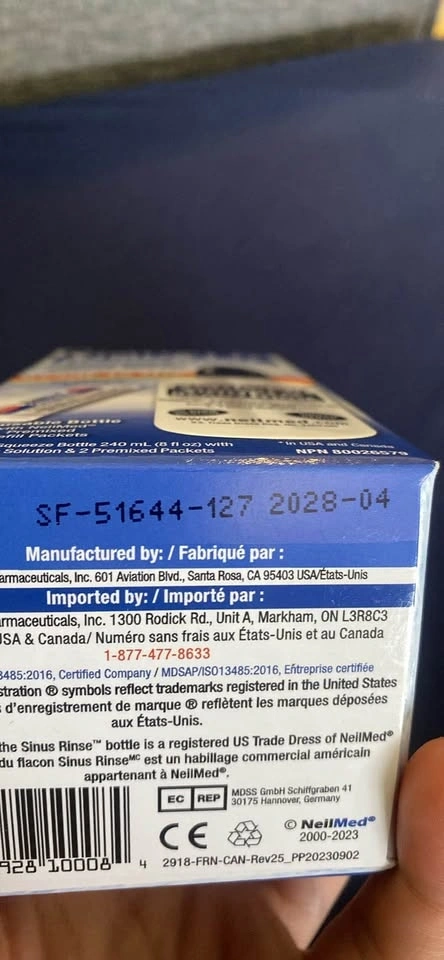 Squeeze Bottle 240 mL (8 fl oz) with
Solution & 2 Premixed Packets
www.neilmed.com
* In USA and Canada
NPN 80026579
SF-51644-127 2028-04
Manufactured by: / Fabriqué par :
armaceuticals, Inc. 601 Aviation Blvd., Santa Rosa, CA 95403 USA/États-Unis
Imported by: / Importé par :
rmaceuticals, Inc. 1300 Rodick Rd., Unit A, Markham, ON L3R8C3
USA & Canada/ Numéro sans frais aux États-Unis et au Canada
1-877-477-8633
3485:2016, Certified Company / MDSAP/ISO13485:2016, Entreprise certifiée
stration ® symbols reflect trademarks registered in the United States
d'enregistrement de marque ® reflètent les marques déposées
aux États-Unis.
the Sinus Rinse™ bottle is a registered US Trade Dress of NeilMed®
du flacon Sinus Rinseᴹᶜ est un habillage commercial américain
appartenant à NeilMed®.
EC REP
MDSS GmbH Schiffgraben 41
30175 Hannover, Germany
CE
© NeilMed®
2000-2023
928 10008 4
2918-FRN-CAN-Rev25_PP20230902